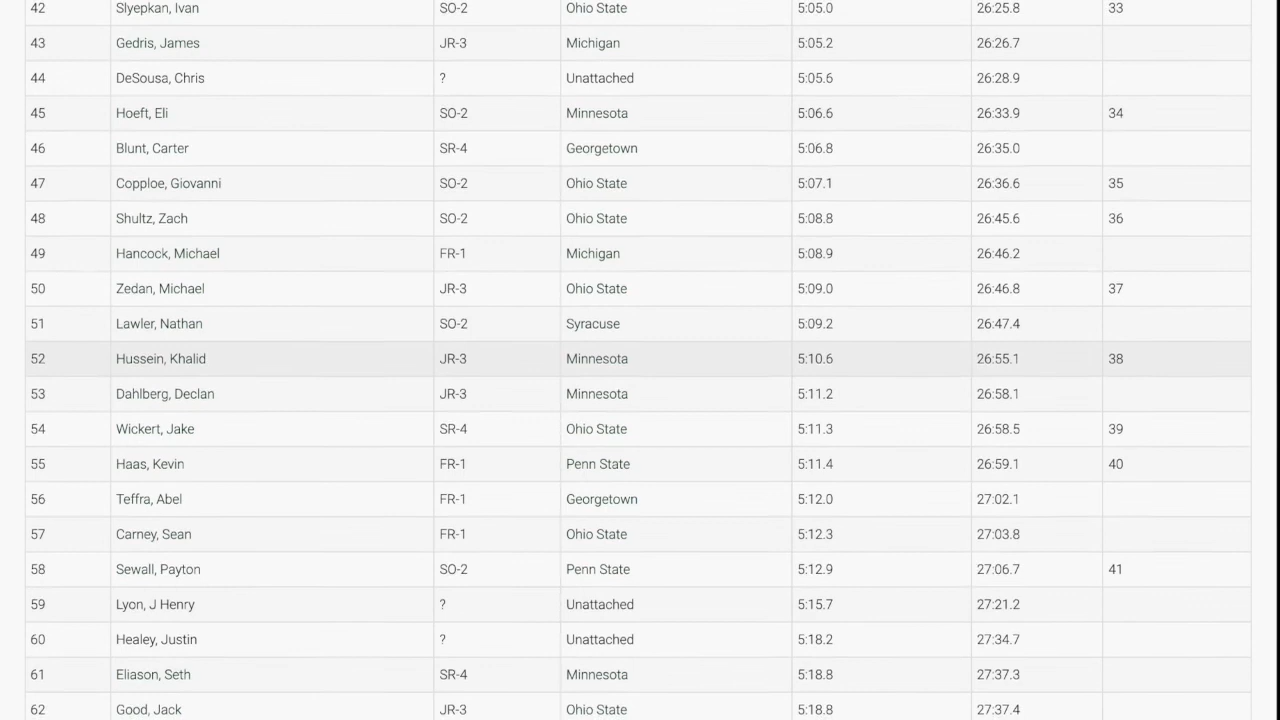 42 Slyepkan, Ivan SO-2 Ohio State 5:05.0 26:25.8 33
43 Gedris, James JR-3 Michigan 5:05.2 26:26.7
44 DeSousa, Chris ? Unattached 5:05.6 26:28.9
45 Hoeft, Eli SO-2 Minnesota 5:06.6 26:33.9 34
46 Blunt, Carter SR-4 Georgetown 5:06.8 26:35.0
47 Copploe, Giovanni SO-2 Ohio State 5:07.1 26:36.6 35
48 Shultz, Zach SO-2 Ohio State 5:08.8 26:45.6 36
49 Hancock, Michael FR-1 Michigan 5:08.9 26:46.2
50 Zedan, Michael JR-3 Ohio State 5:09.0 26:46.8 37
51 Lawler, Nathan SO-2 Syracuse 5:09.2 26:47.4
52 Hussein, Khalid JR-3 Minnesota 5:10.6 26:55.1 38
53 Dahlberg, Declan JR-3 Minnesota 5:11.2 26:58.1
54 Wickert, Jake SR-4 Ohio State 5:11.3 26:58.5 39
55 Haas, Kevin FR-1 Penn State 5:11.4 26:59.1 40
56 Teffra, Abel FR-1 Georgetown 5:12.0 27:02.1
57 Carney, Sean FR-1 Ohio State 5:12.3 27:03.8
58 Sewall, Payton SO-2 Penn State 5:12.9 27:06.7 41
59 Lyon, J Henry ? Unattached 5:15.7 27:21.2
60 Healey, Justin ? Unattached 5:18.2 27:34.7
61 Eliason, Seth SR-4 Minnesota 5:18.8 27:37.3
62 Good, Jack JR-3 Ohio State 5:18.8 27:37.4